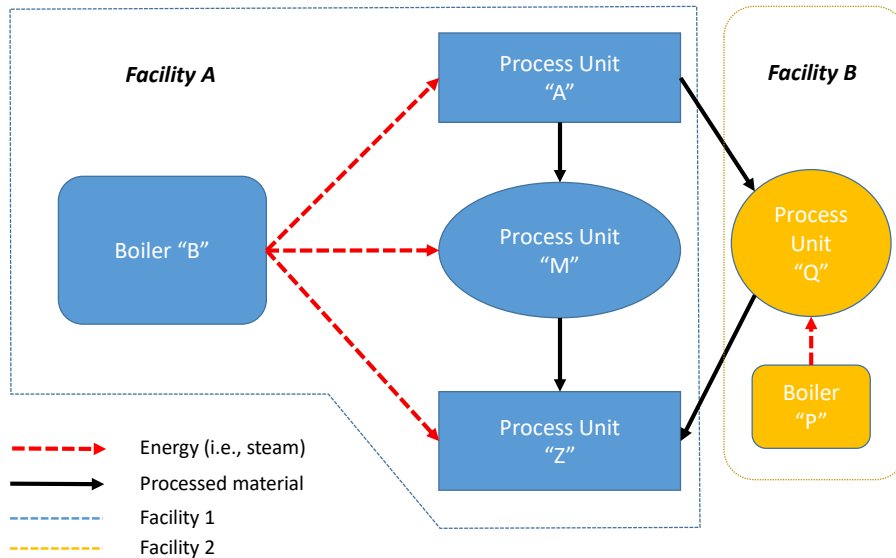 Facility A
Process Unit
“A”
Facility B
Boiler “B”
Process Unit
“M”
Process
Unit
“Q”
Process Unit
“Z”
Boiler
“P”
Energy (i.e., steam)
Processed material
Facility 1
Facility 2